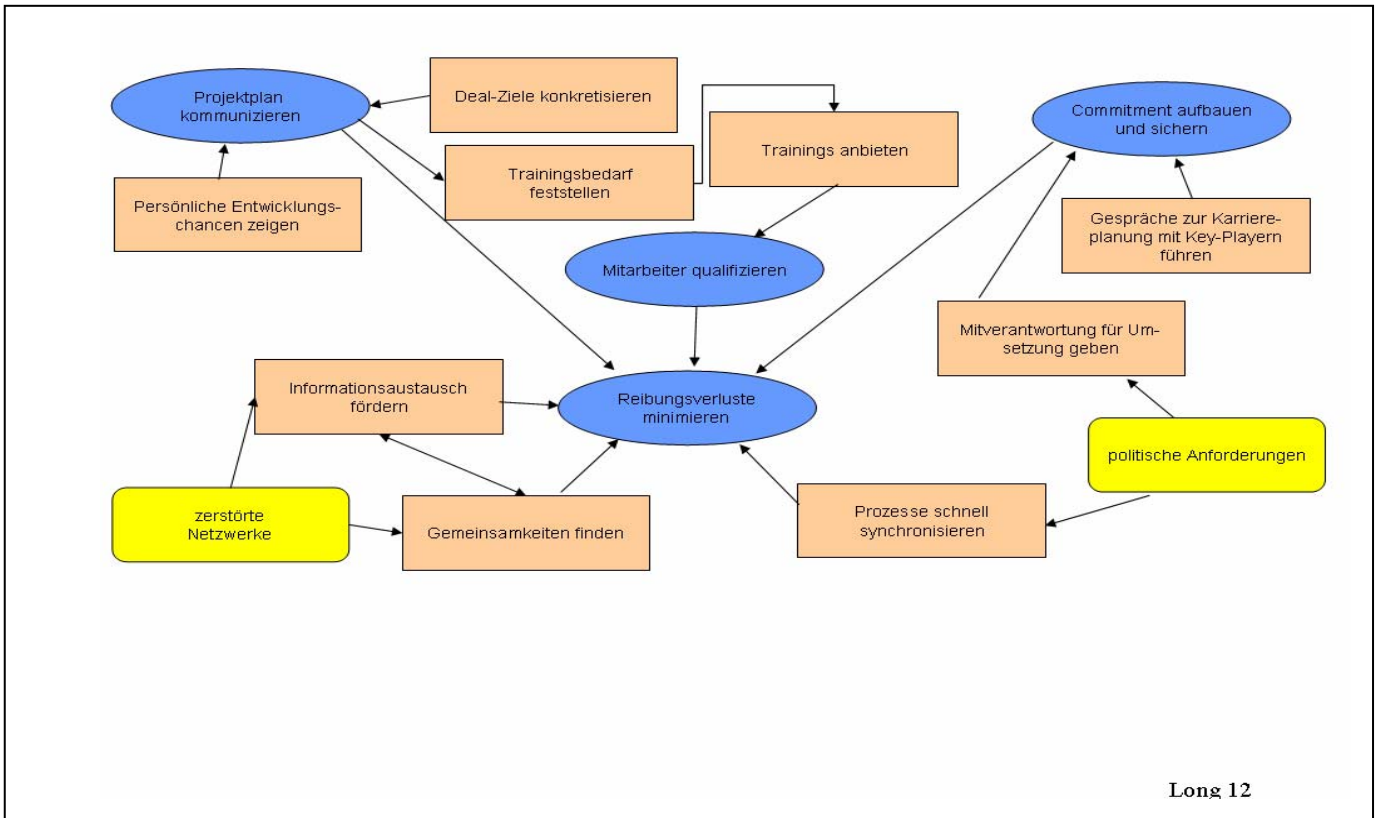 Projektplan
kommunizieren
Deal-Ziele konkretisieren
Commitment aufbauen
und sichern
Trainings anbieten
Trainingsbedarf
feststellen
Persönliche Entwicklungs-
chancen zeigen
Gespräche zur Karriere-
planung mit Key-Playern
führen
Mitarbeiter qualifizieren
Mitverantwortung für Um-
setzung geben
Informationsaustausch
fördern
Reibungsverluste
minimieren
politische Anforderungen
zerstörte
Netzwerke
Gemeinsamkeiten finden
Prozesse schnell
synchronisieren
Long 12